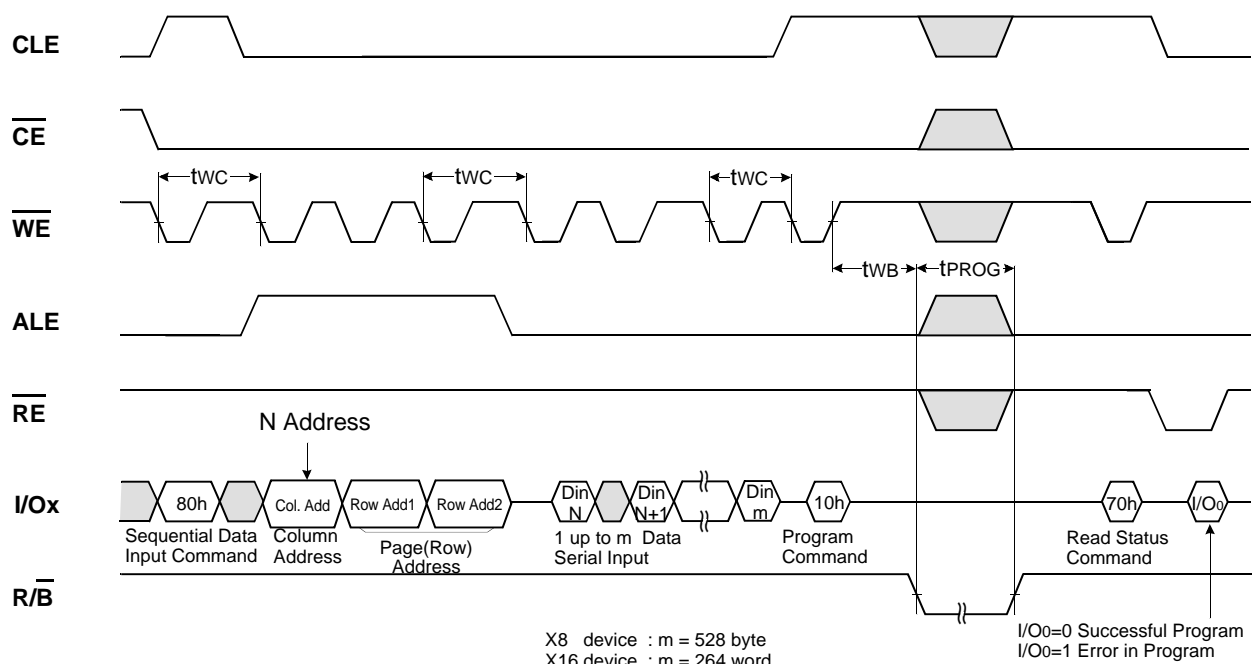 CLE
CE
tWC
tWC
tWC
WE
tWB
tPROG
ALE
RE
N Address
I/Ox
80h
Col. Add
Row Add1
Row Add2
Din
N
Din
N+1
Din
m
10h
70h
I/O0
Sequential Data
Input Command
Column
Address
Page(Row)
Address
1 up to m Data
Serial Input
Program
Command
Read Status
Command
R/B
X8 device : m = 528 byte
X16 device : m = 264 word
I/O0=0 Successful Program
I/O0=1 Error in Program